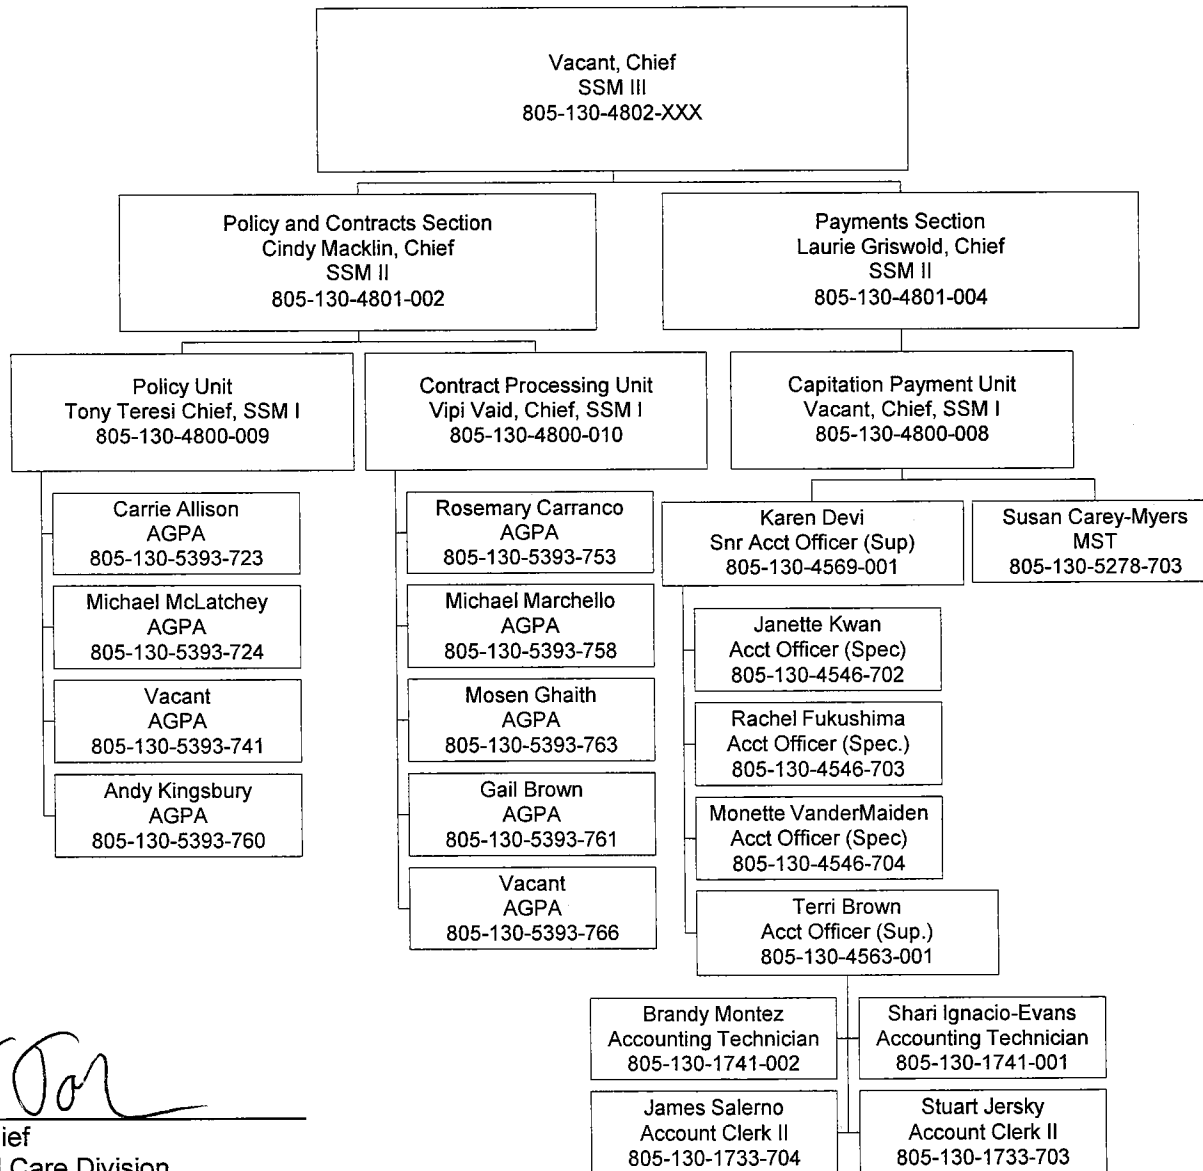 Vacant, Chief
SSM III
805-130-4802-XXX
Policy and Contracts Section
Cindy Macklin, Chief
SSM II
805-130-4801-002
Payments Section
Laurie Griswold, Chief
SSM II
805-130-4801-004
Policy Unit
Tony Teresi Chief, SSM I
805-130-4800-009
Contract Processing Unit
Vipi Vaid, Chief, SSM I
805-130-4800-010
Capitation Payment Unit
Vacant, Chief, SSM I
805-130-4800-008
Carrie Allison
AGPA
805-130-5393-723
Michael McLatchey
AGPA
805-130-5393-724
Vacant
AGPA
805-130-5393-741
Andy Kingsbury
AGPA
805-130-5393-760
Rosemary Carranco
AGPA
805-130-5393-753
Michael Marchello
AGPA
805-130-5393-758
Mosen Ghaith
AGPA
805-130-5393-763
Gail Brown
AGPA
805-130-5393-761
Vacant
AGPA
805-130-5393-766
Karen Devi
Snr Acct Officer (Sup)
805-130-4569-001
Susan Carey-Myers
MST
805-130-5278-703
Janette Kwan
Acct Officer (Spec)
805-130-4546-702
Rachel Fukushima
Acct Officer (Spec.)
805-130-4546-703
Monette VanderMaiden
Acct Officer (Spec)
805-130-4546-704
Terri Brown
Acct Officer (Sup.)
805-130-4563-001
Brandy Montez
Accounting Technician
805-130-1741-002
Shari Ignacio-Evans
Accounting Technician
805-130-1741-001
James Salerno
Account Clerk II
805-130-1733-704
Stuart Jersky
Account Clerk II
805-130-1733-703
ief
Care Division